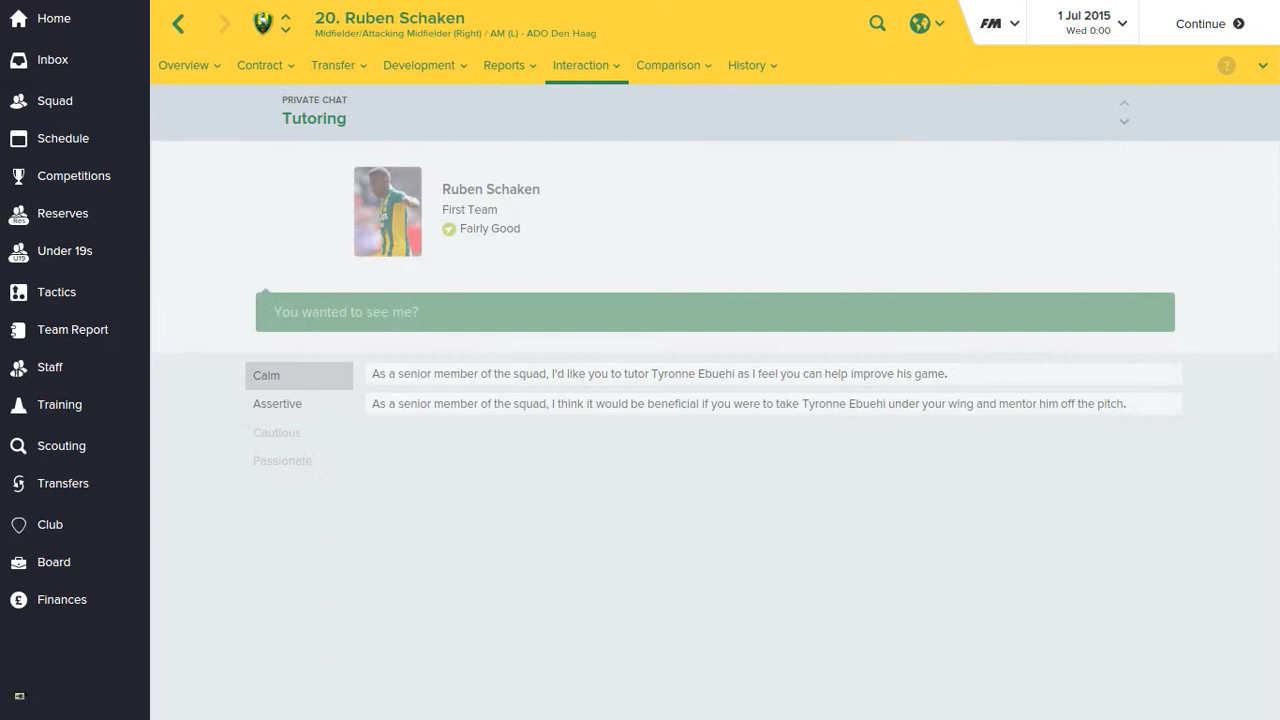 Home
Inbox
Squad
Schedule
Competitions
Reserves
Under 19s
Tactics
Team Report
Staff
Training
Scouting
Transfers
Club
Board
Finances
20. Ruben Schaken
Midfielder/Attacking Midfielder (Right) / AM (L) - ADO Den Haag
FM
1 Jul 2015
Wed 0:00
Continue
Overview Contract Transfer Development Reports Interaction Comparison History ?
PRIVATE CHAT
Tutoring
Ruben Schaken
First Team
Fairly Good
You wanted to see me?
Calm As a senior member of the squad, I'd like you to tutor Tyronne Ebuehi as I feel you can help improve his game.
Assertive As a senior member of the squad, I think it would be beneficial if you were to take Tyronne Ebuehi under your wing and mentor him off the pitch.
Cautious
Passionate